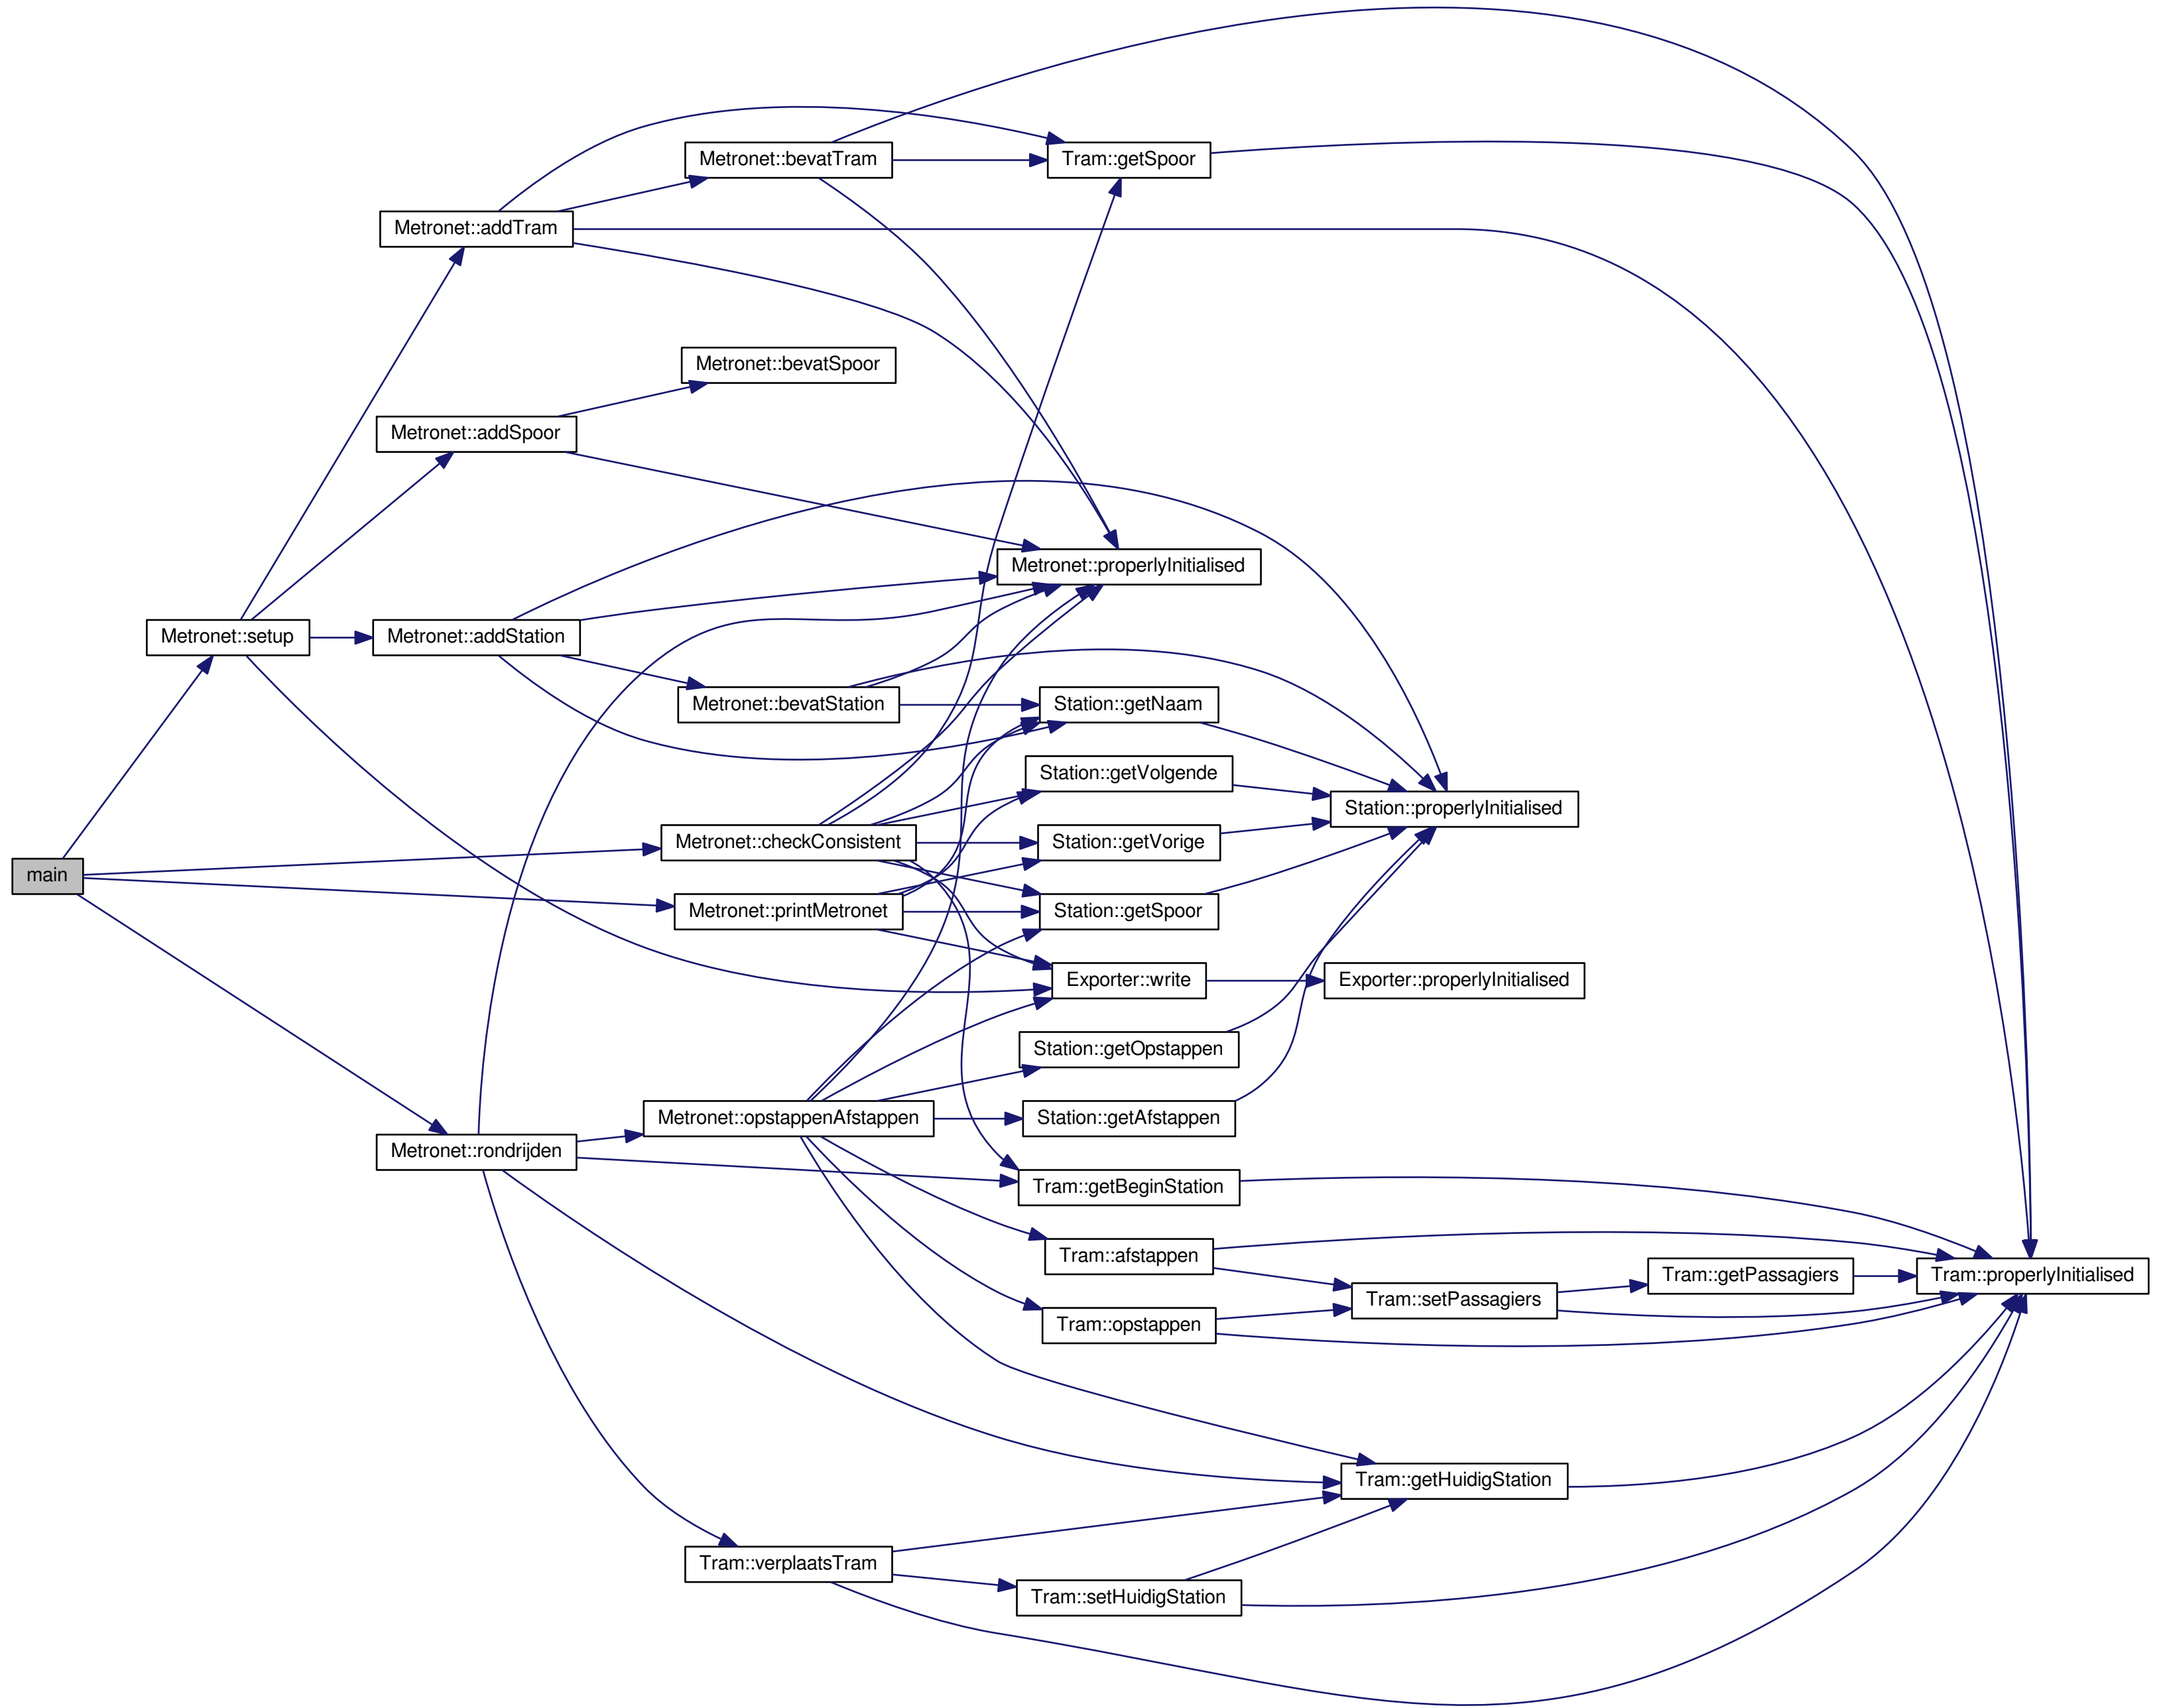 Metronet::bevatTram
Tram::getSpoor
Metronet::addTram
Metronet::bevatSpoor
Metronet::addSpoor
Metronet::properlyInitialised
Metronet::setup
Metronet::addStation
Metronet::bevatStation
Station::getNaam
Station::getVolgende
Station::properlyInitialised
Metronet::checkConsistent
Station::getVorige
main
Metronet::printMetronet
Station::getSpoor
Exporter::write
Exporter::properlyInitialised
Station::getOpstappen
Metronet::opstappenAfstappen
Station::getAfstappen
Metronet::rondrijden
Tram::getBeginStation
Tram::afstappen
Tram::getPassagiers
Tram::properlyInitialised
Tram::setPassagiers
Tram::opstappen
Tram::getHuidigStation
Tram::verplaatsTram
Tram::setHuidigStation